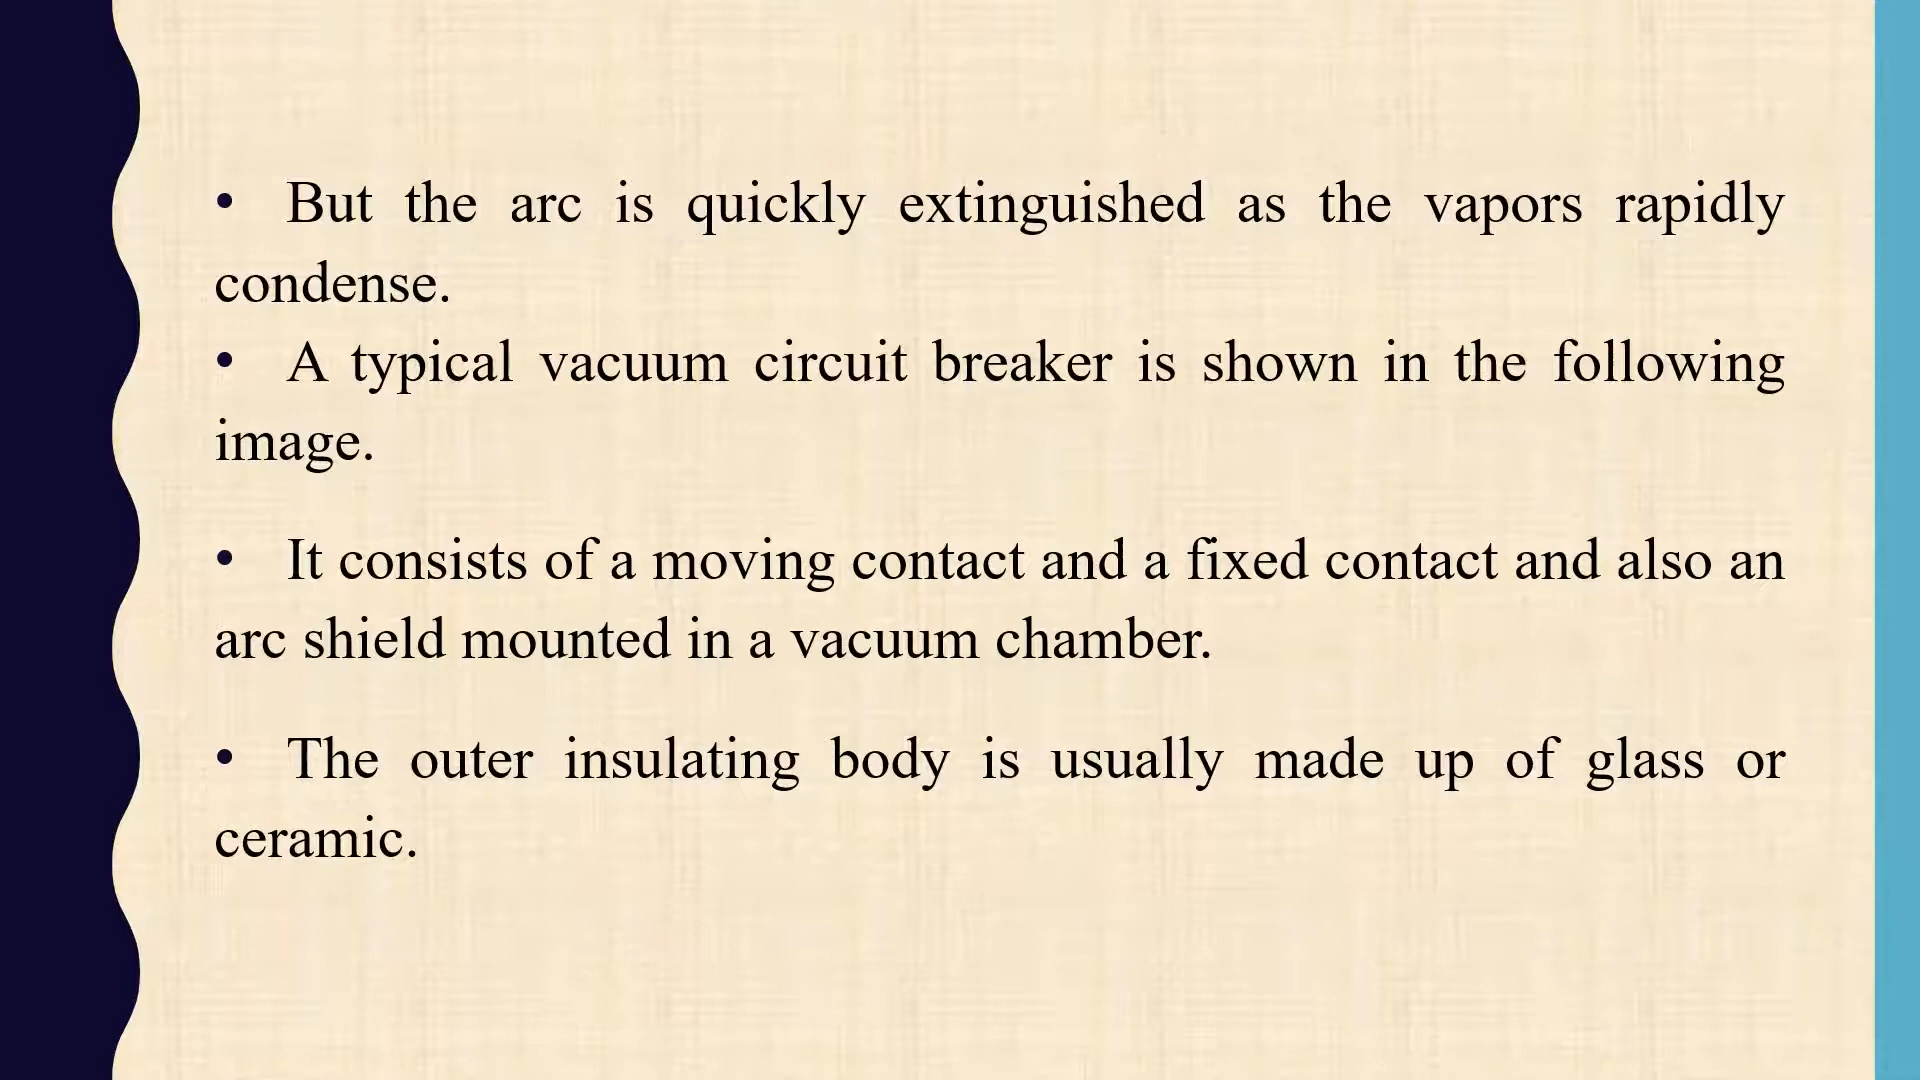 • But the arc is quickly extinguished as the vapors rapidly
condense.
• A typical vacuum circuit breaker is shown in the following
image.
• It consists of a moving contact and a fixed contact and also an
arc shield mounted in a vacuum chamber.
• The outer insulating body is usually made up of glass or
ceramic.